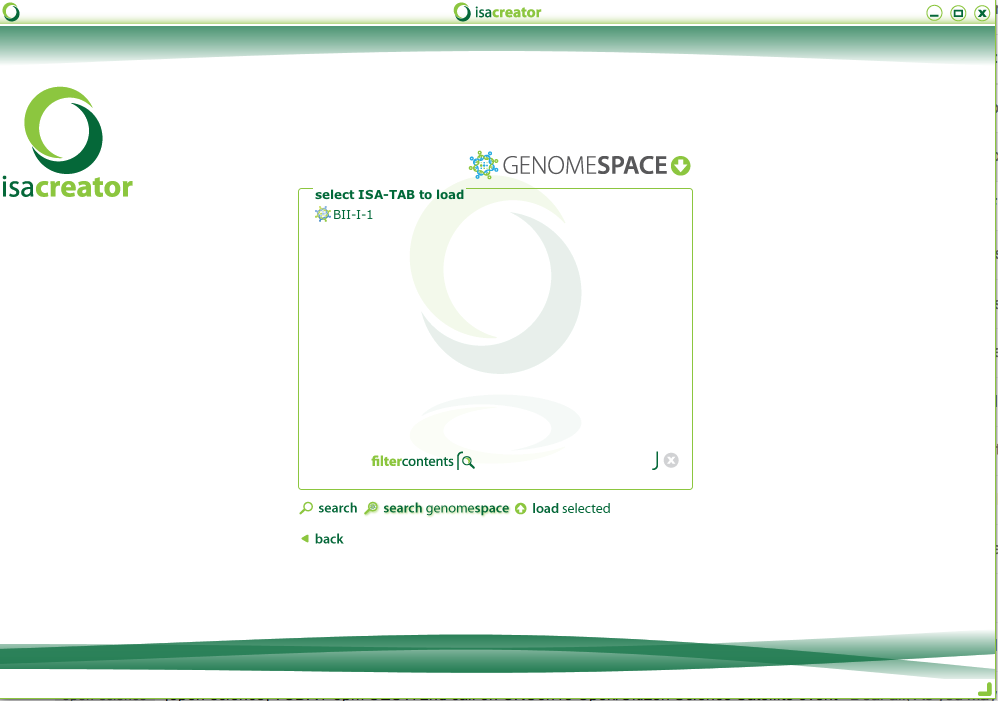 isacreator
isacreator
GENOMESPACE
select ISA-TAB to load
BII-I-1
filtercontents
search search genomespace load selected
back